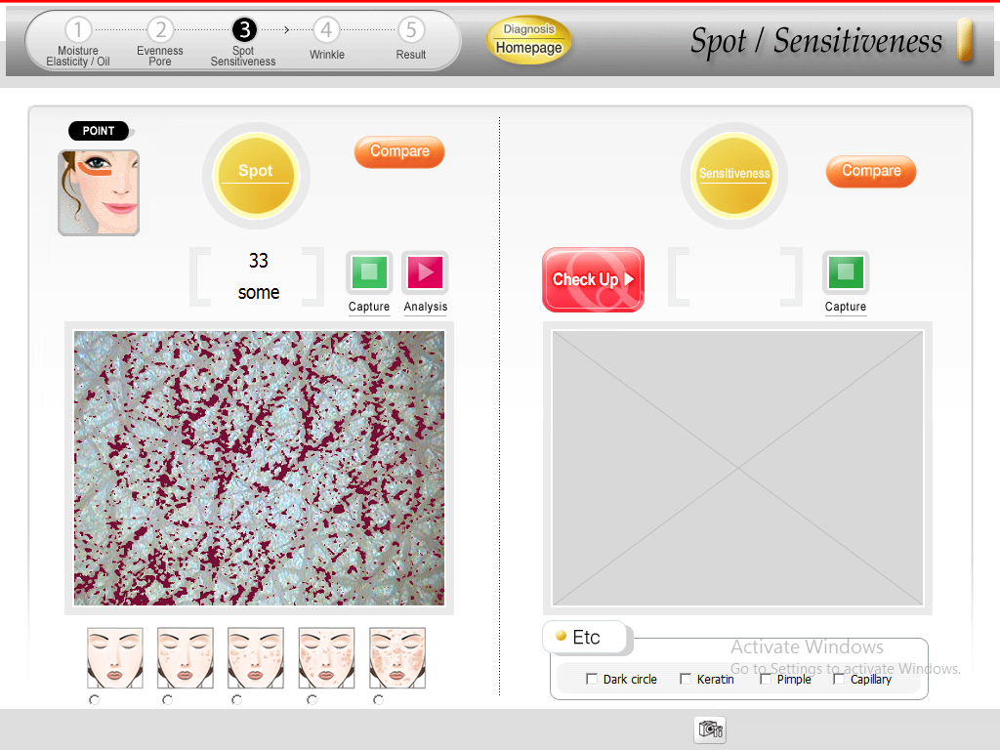 1
2
3
4
5
Moisture
Elasticity / Oil
Evenness
Pore
Spot
Sensitiveness
Wrinkle
Result
Diagnosis
Homepage
Spot / Sensitiveness
POINT
Spot
Compare
33
some
Capture
Analysis
Sensitiveness
Compare
Check Up
Capture
Etc
Dark circle
Keratin
Pimple
Capillary
Activate Windows
Go to Settings to activate Windows.